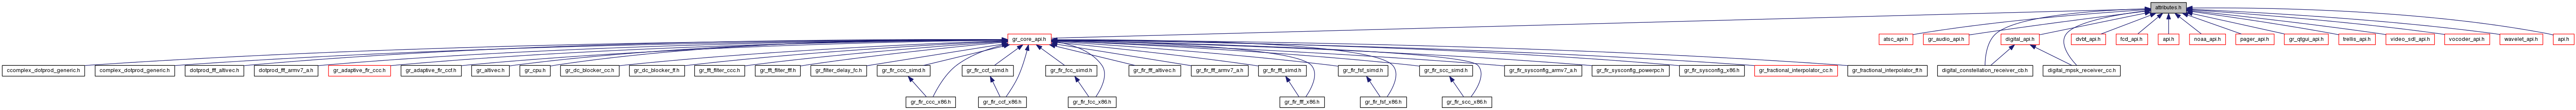 attributes.h
gr_core_api.h
atsc_api.h
gr_audio_api.h
digital_api.h
dvbt_api.h
fcd_api.h
api.h
noaa_api.h
pager_api.h
gr_qtgui_api.h
trellis_api.h
video_sdl_api.h
vocoder_api.h
wavelet_api.h
api.h
ccomplex_dotprod_generic.h
complex_dotprod_generic.h
dotprod_fff_altivec.h
dotprod_fff_armv7_a.h
gr_adaptive_fir_ccc.h
gr_adaptive_fir_ccf.h
gr_altivec.h
gr_cpu.h
gr_dc_blocker_cc.h
gr_dc_blocker_ff.h
gr_fft_filter_ccc.h
gr_fft_filter_fff.h
gr_filter_delay_fc.h
gr_fir_ccc_simd.h
gr_fir_ccf_simd.h
gr_fir_fcc_simd.h
gr_fir_fff_altivec.h
gr_fir_fff_armv7_a.h
gr_fir_fff_simd.h
gr_fir_fsf_simd.h
gr_fir_scc_simd.h
gr_fir_sysconfig_armv7_a.h
gr_fir_sysconfig_powerpc.h
gr_fir_sysconfig_x86.h
gr_fractional_interpolator_cc.h
gr_fractional_interpolator_ff.h
digital_constellation_receiver_cb.h
digital_mpsk_receiver_cc.h
gr_fir_ccc_x86.h
gr_fir_ccf_x86.h
gr_fir_fcc_x86.h
gr_fir_fff_x86.h
gr_fir_fsf_x86.h
gr_fir_scc_x86.h